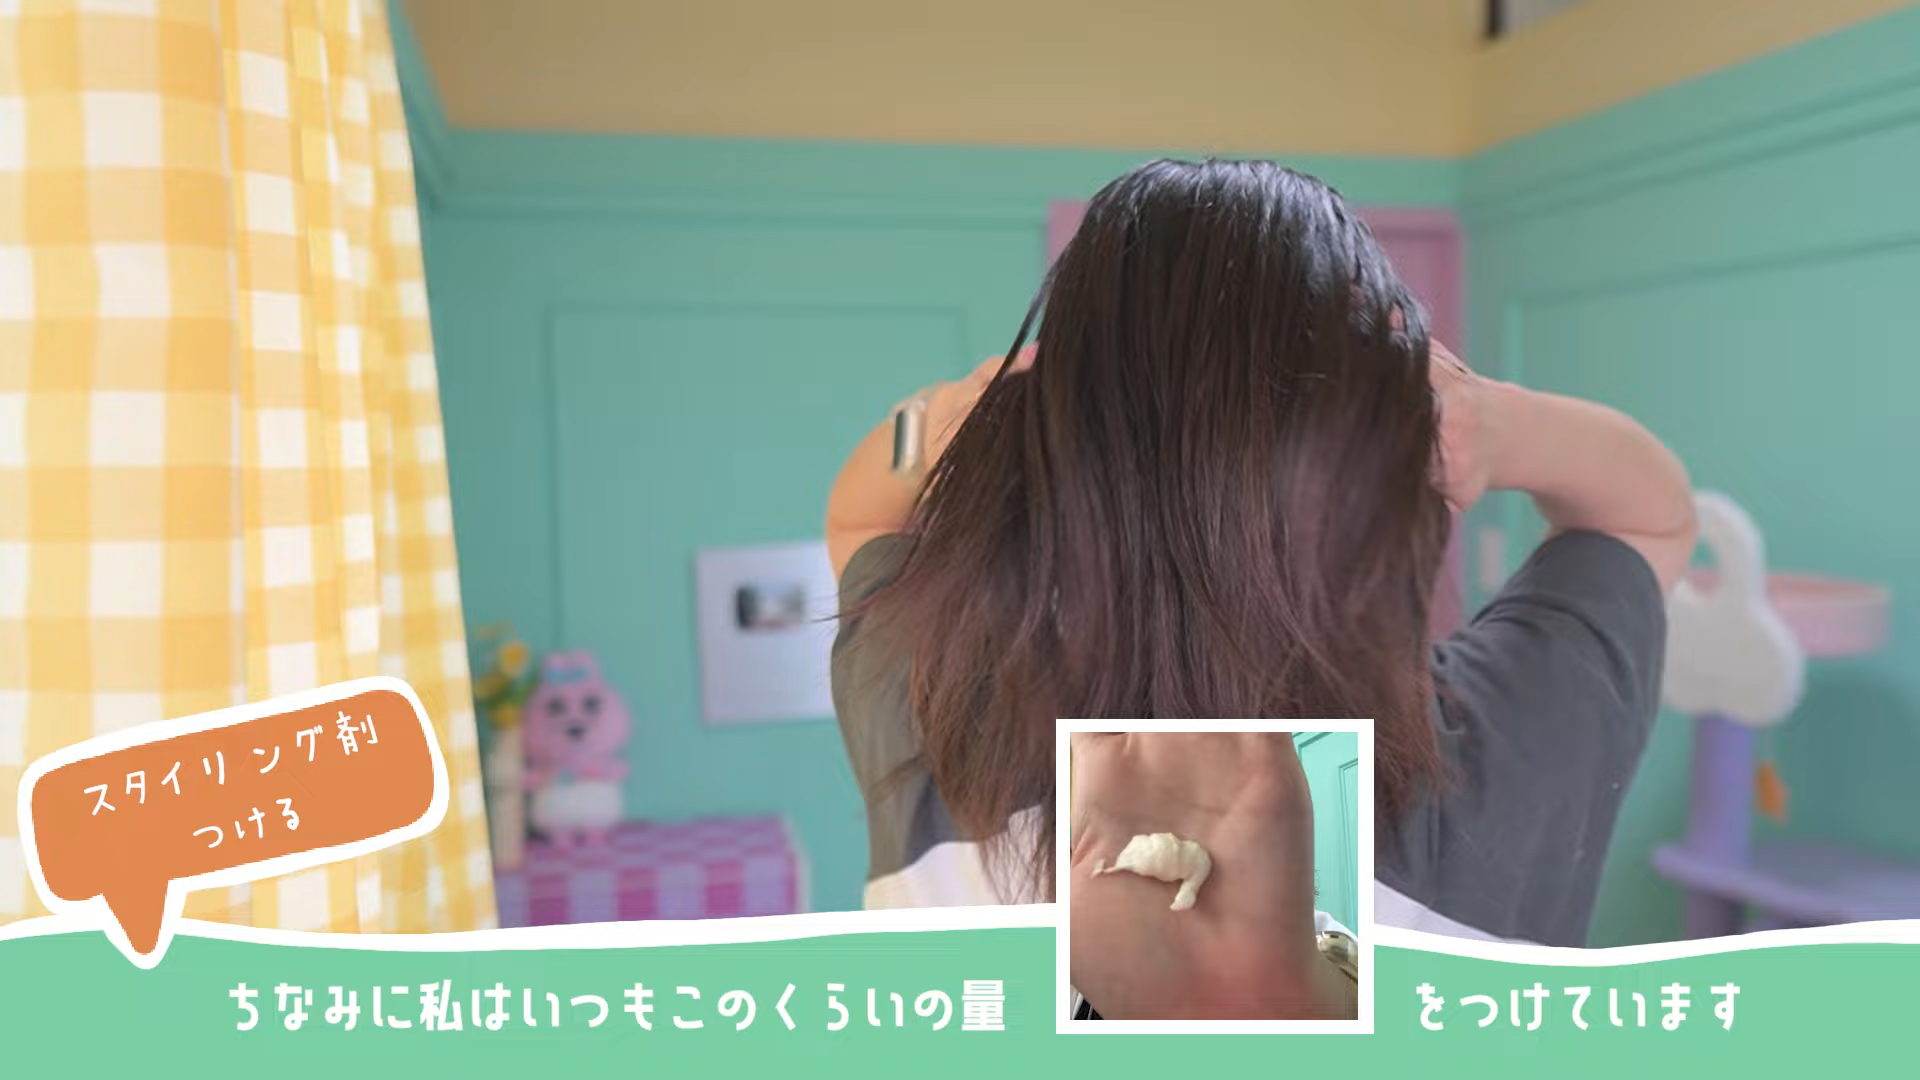 スタイリング剤
つける
ちなみに私はいつもこのくらいの量をつけています